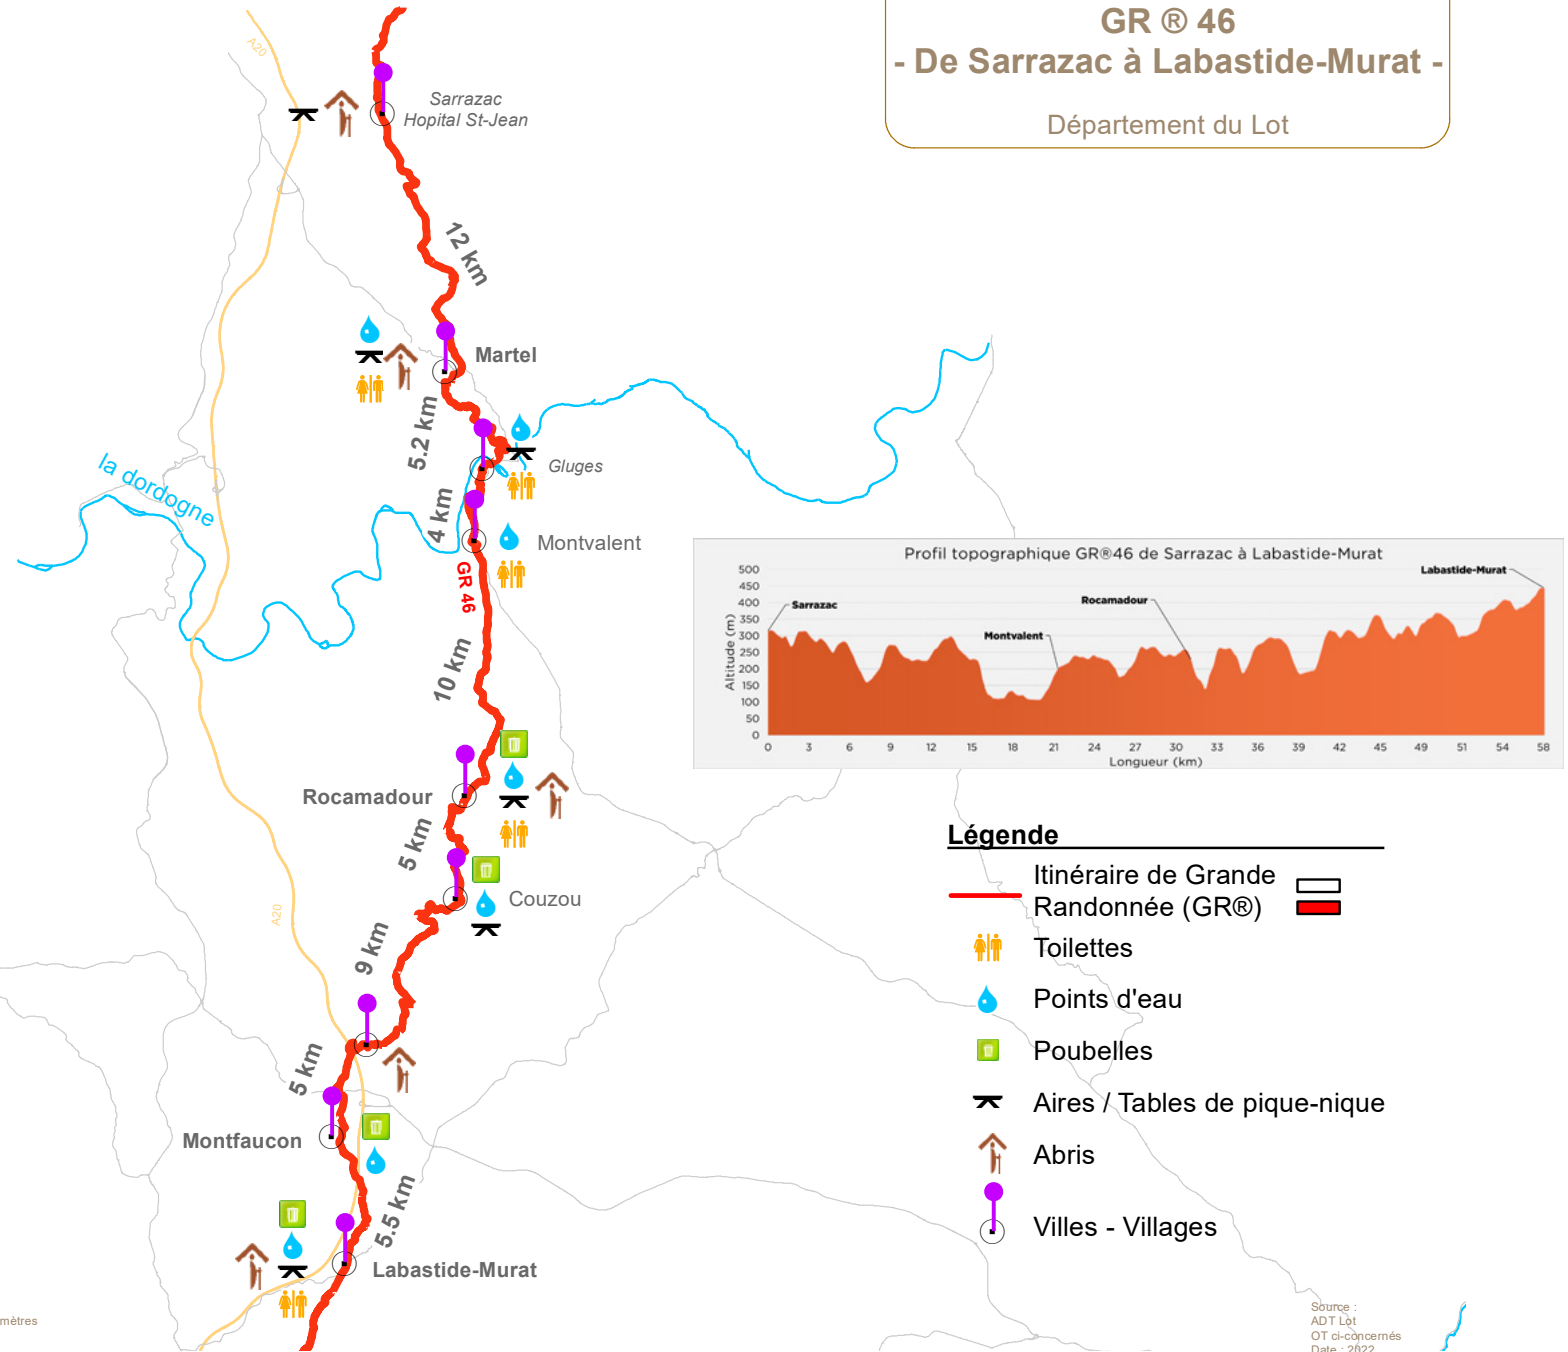 GR ® 46
- De Sarrazac à Labastide-Murat -
Département du Lot
A20
Sarrazac
Hopital St-Jean
12 km
Martel
5.2 km
Gluges
la dordogne
4 km
Montvalent
GR 46
10 km
Rocamadour
5 km
Couzou
A20
9 km
5 km
Montfaucon
5.5 km
Labastide-Murat
mètres
Profil topographique GR®46 de Sarrazac à Labastide-Murat
Altitude (m)
500
450
400
350
300
250
200
150
100
50
0
Sarrazac
Montvalent
Rocamadour
Labastide-Murat
0 3 6 9 12 15 18 21 24 27 30 33 36 39 42 45 49 51 54 58
Longueur (km)
Légende
Itinéraire de Grande
Randonnée (GR®)
Toilettes
Points d'eau
Poubelles
Aires / Tables de pique-nique
Abris
Villes - Villages
Source :
ADT Lot
OT ci-concernés
Date : 2022